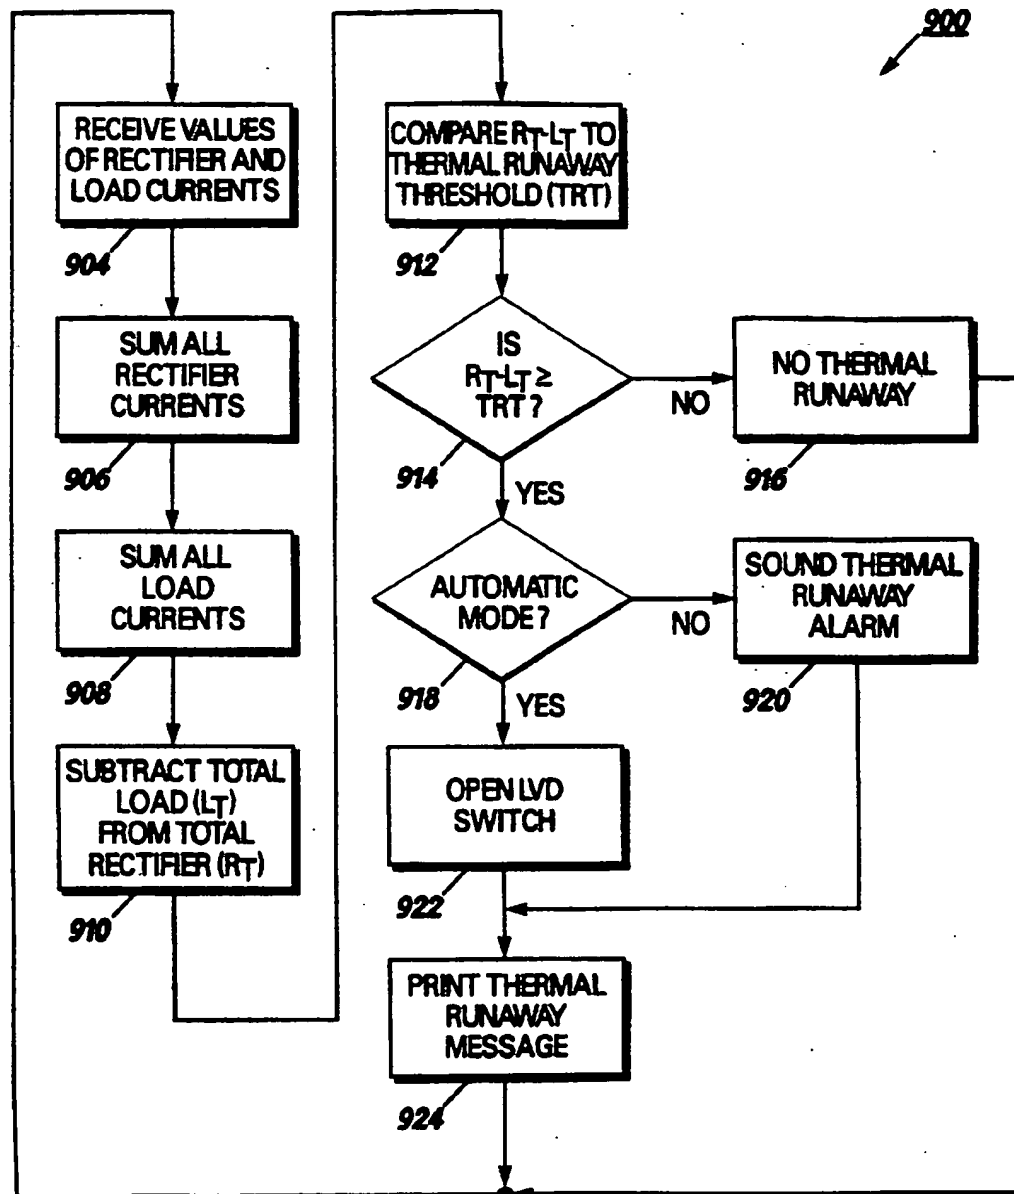 900
RECEIVE VALUES
OF RECTIFIER AND
LOAD CURRENTS
904
SUM ALL
RECTIFIER
CURRENTS
906
SUM ALL
LOAD
CURRENTS
908
SUBTRACT TOTAL
LOAD (LT)
FROM TOTAL
RECTIFIER (RT)
910
COMPARE RT-LT TO
THERMAL RUNAWAY
THRESHOLD (TRT)
912
IS
RT-LT ≥
TRT?
914
NO
YES
NO THERMAL
RUNAWAY
916
AUTOMATIC
MODE?
918
NO
YES
SOUND THERMAL
RUNAWAY
ALARM
920
OPEN LVD
SWITCH
922
PRINT THERMAL
RUNAWAY
MESSAGE
924